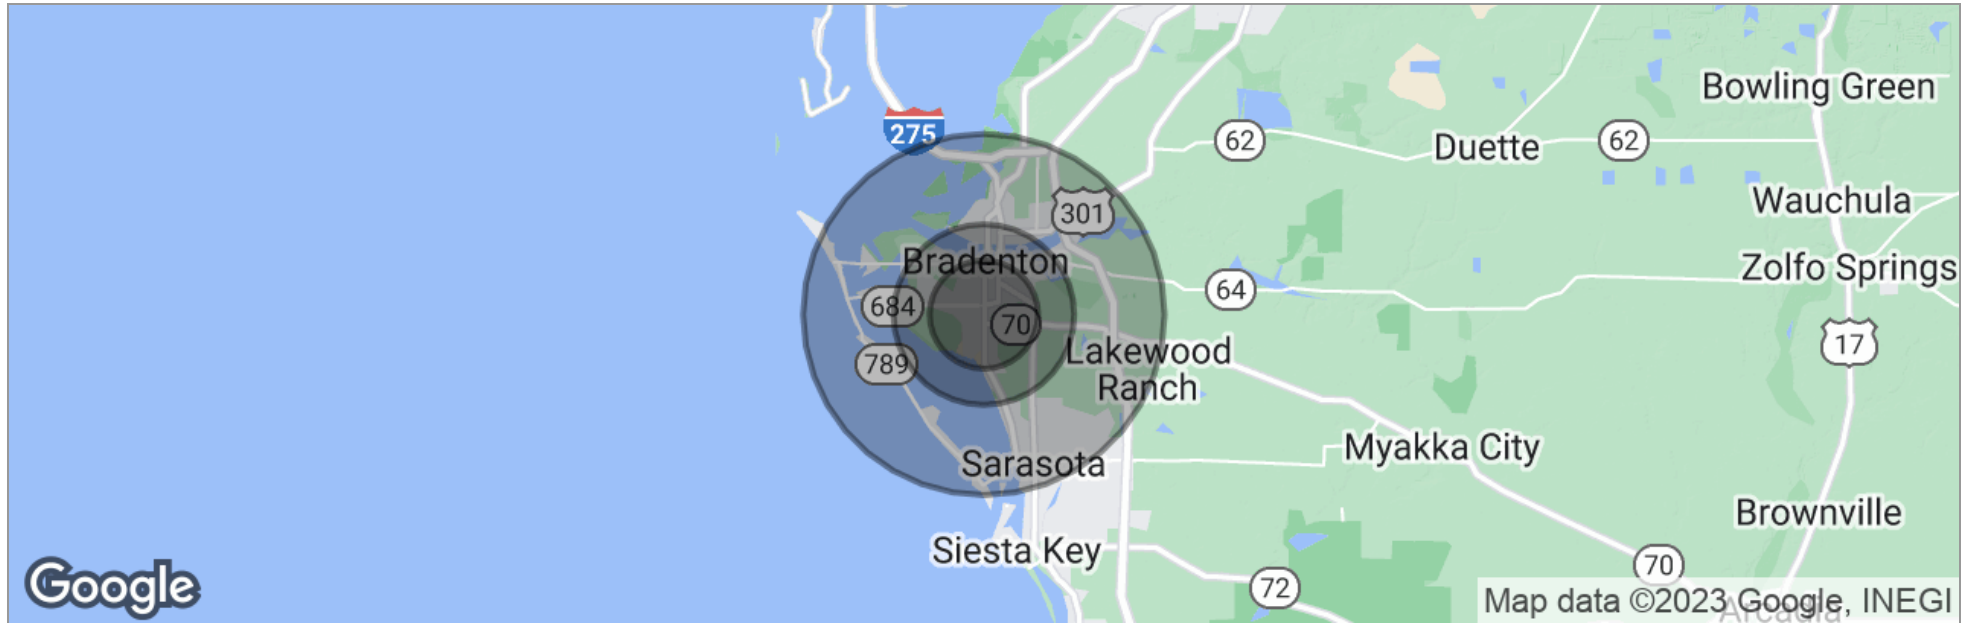 275
Bowling Green
62
Duette
62
301
Wauchula
Bradenton
Zolfo Springs
64
684
70
17
Lakewood
Ranch
789
Myakka City
Sarasota
Brownville
Siesta Key
70
72
Google
Map data ©2023 Google, INEGI
Arcadia